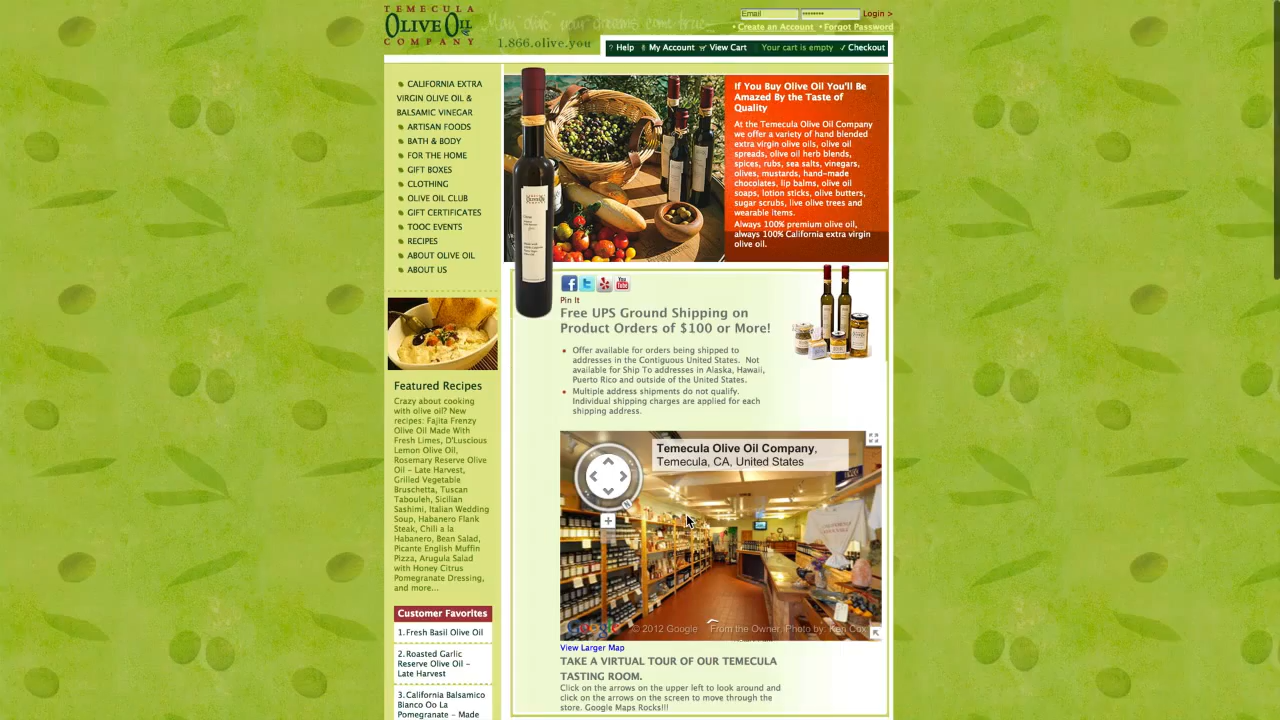 TEMECULA
OLIVE OIL
COMPANY
May olive your dreams come true
1.866.olive.you
Email
Login >
• Create an Account • Forgot Password
? Help
My Account
View Cart
Your cart is empty
✓ Checkout
CALIFORNIA EXTRA
VIRGIN OLIVE OIL &
BALSAMIC VINEGAR
ARTISAN FOODS
BATH & BODY
FOR THE HOME
GIFT BOXES
CLOTHING
OLIVE OIL CLUB
GIFT CERTIFICATES
TOOC EVENTS
RECIPES
ABOUT OLIVE OIL
ABOUT US
Featured Recipes
Crazy about cooking
with olive oil? New
recipes: Fajita Frenzy
Olive Oil Made With
Fresh Limes, D'Luscious
Lemon Olive Oil,
Rosemary Reserve Olive
Oil - Late Harvest,
Grilled Vegetable
Bruschetta, Tuscan
Tabouleh, Sicilian
Sashimi, Italian Wedding
Soup, Habanero Flank
Steak, Chili a la
Habanero, Bean Salad,
Picante English Muffin
Pizza, Arugula Salad
with Honey Citrus
Pomegranate Dressing,
and more...
Customer Favorites
1. Fresh Basil Olive Oil
2. Roasted Garlic
Reserve Olive Oil -
Late Harvest
3. California Balsamico
Bianco Oo La
Pomegranate - Made
If You Buy Olive Oil You'll Be
Amazed By the Taste of
Quality
At the Temecula Olive Oil Company
we offer a variety of hand blended
extra virgin olive oils, olive oil
spreads, olive oil herb blends,
spices, rubs, sea salts, vinegars,
olives, mustards, hand-made
chocolates, lip balms, olive oil
soaps, lotion sticks, olive butters,
sugar scrubs, live olive trees and
wearable items.
Always 100% premium olive oil,
always 100% California extra virgin
olive oil.
You
Tube
Pin It
Free UPS Ground Shipping on
Product Orders of $100 or More!
Offer available for orders being shipped to
addresses in the Contiguous United States. Not
available for Ship To addresses in Alaska, Hawaii,
Puerto Rico and outside of the United States.
Multiple address shipments do not qualify.
Individual shipping charges are applied for each
shipping address.
Temecula Olive Oil Company,
Temecula, CA, United States
Google
© 2012 Google
From the Owner, Photo by: Ken Cox
View Larger Map
TAKE A VIRTUAL TOUR OF OUR TEMECULA
TASTING ROOM.
Click on the arrows on the upper left to look around and
click on the arrows on the screen to move through the
store. Google Maps Rocks!!!